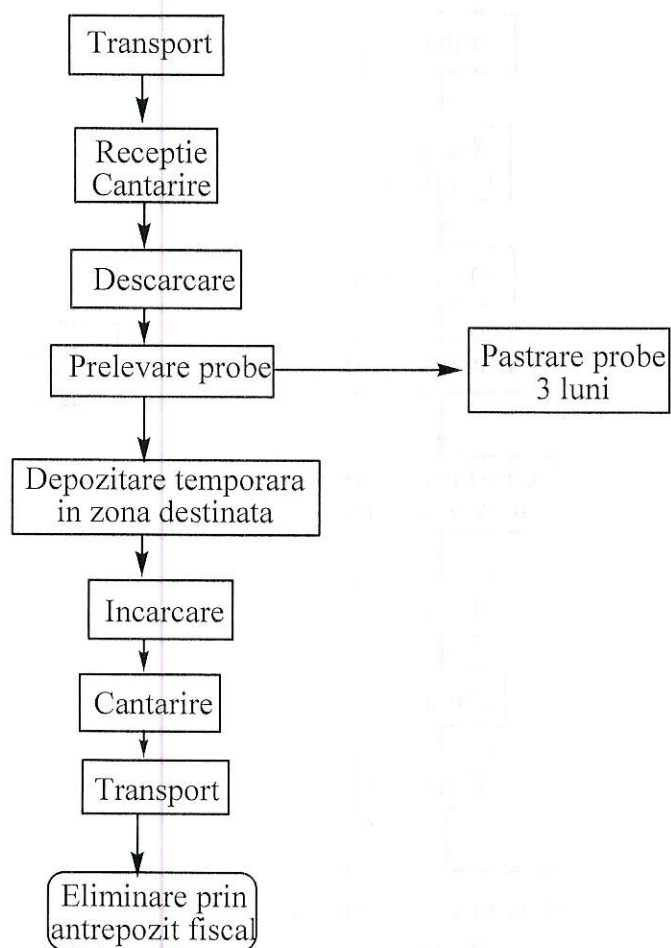 Transport
Receptie
Cantarire
Descarcare
Prelevare probe
Pastrare probe
3 luni
Depozitare temporara
in zona destinata
Incarcare
Cantarire
Transport
Eliminare prin
antrepozit fiscal